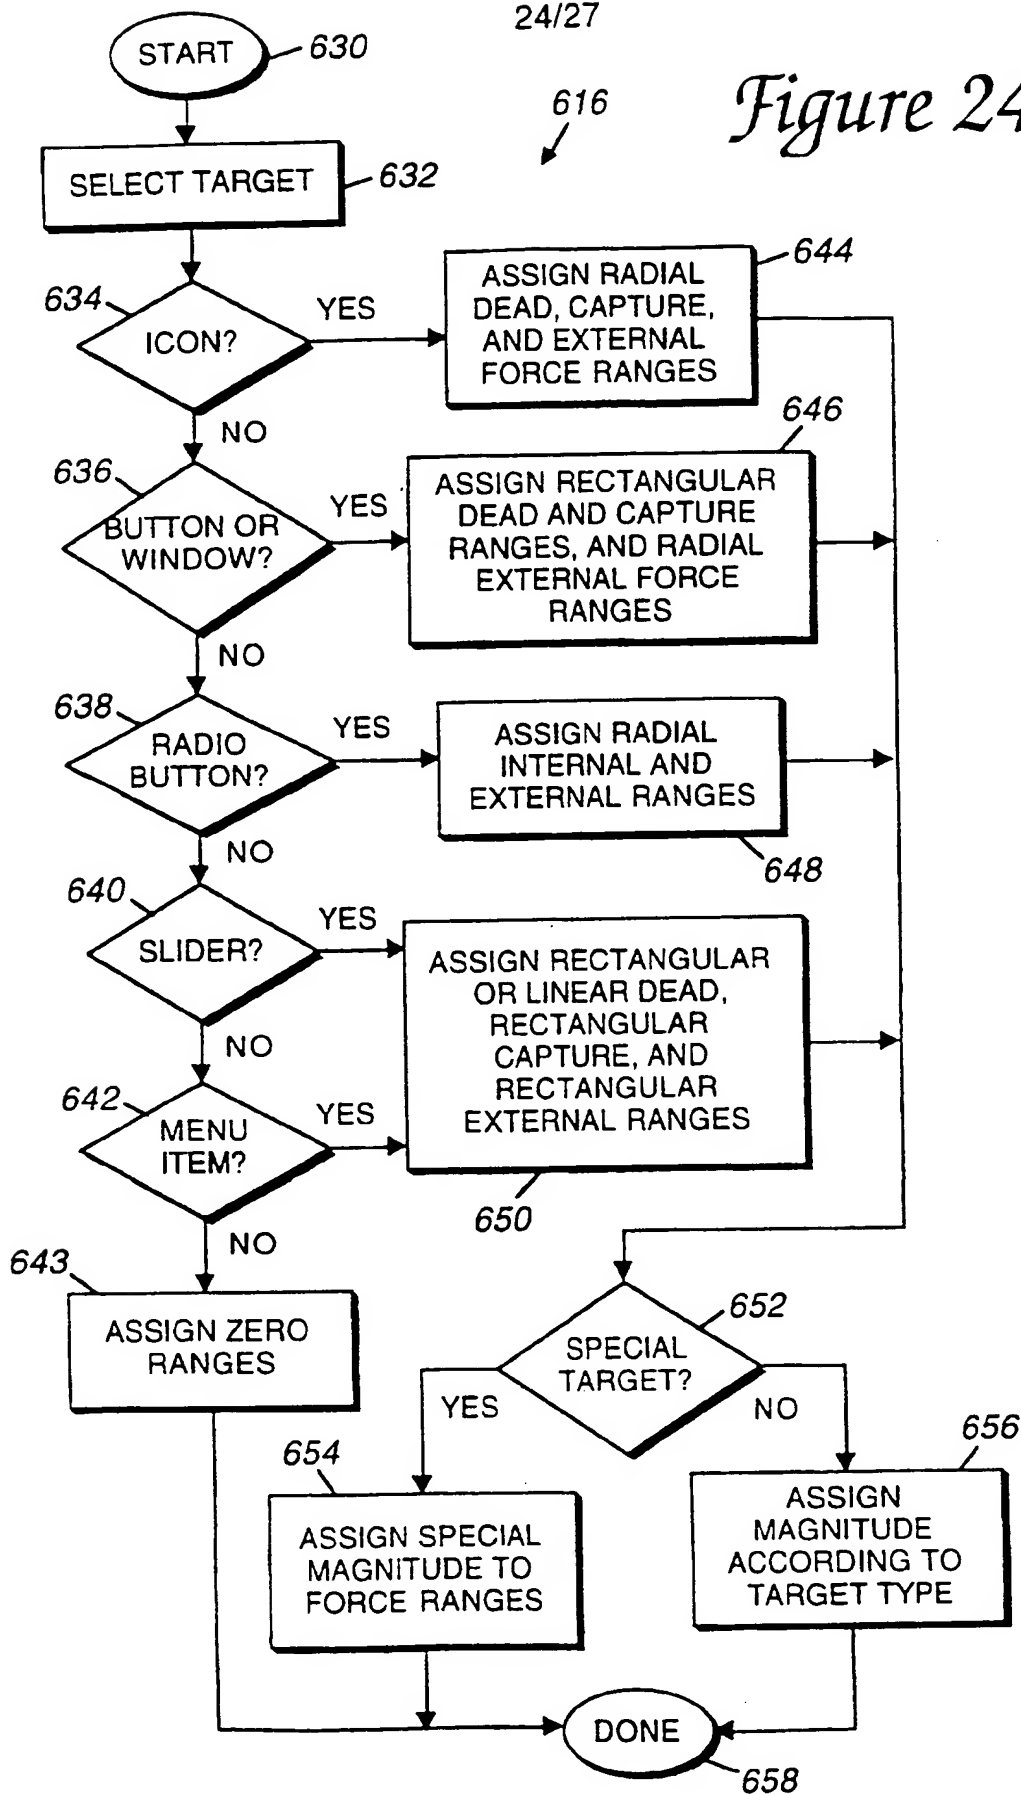 24/27
Figure 24
616
START
630
SELECT TARGET
632
634
ICON?
YES
NO
644
ASSIGN RADIAL
DEAD, CAPTURE,
AND EXTERNAL
FORCE RANGES
636
BUTTON OR
WINDOW?
YES
NO
646
ASSIGN RECTANGULAR
DEAD AND CAPTURE
RANGES, AND RADIAL
EXTERNAL FORCE
RANGES
638
RADIO
BUTTON?
YES
NO
ASSIGN RADIAL
INTERNAL AND
EXTERNAL RANGES
648
640
SLIDER?
YES
NO
ASSIGN RECTANGULAR
OR LINEAR DEAD,
RECTANGULAR
CAPTURE, AND
RECTANGULAR
EXTERNAL RANGES
650
642
MENU
ITEM?
YES
NO
643
ASSIGN ZERO
RANGES
652
SPECIAL
TARGET?
YES
NO
654
ASSIGN SPECIAL
MAGNITUDE TO
FORCE RANGES
656
ASSIGN
MAGNITUDE
ACCORDING TO
TARGET TYPE
DONE
658